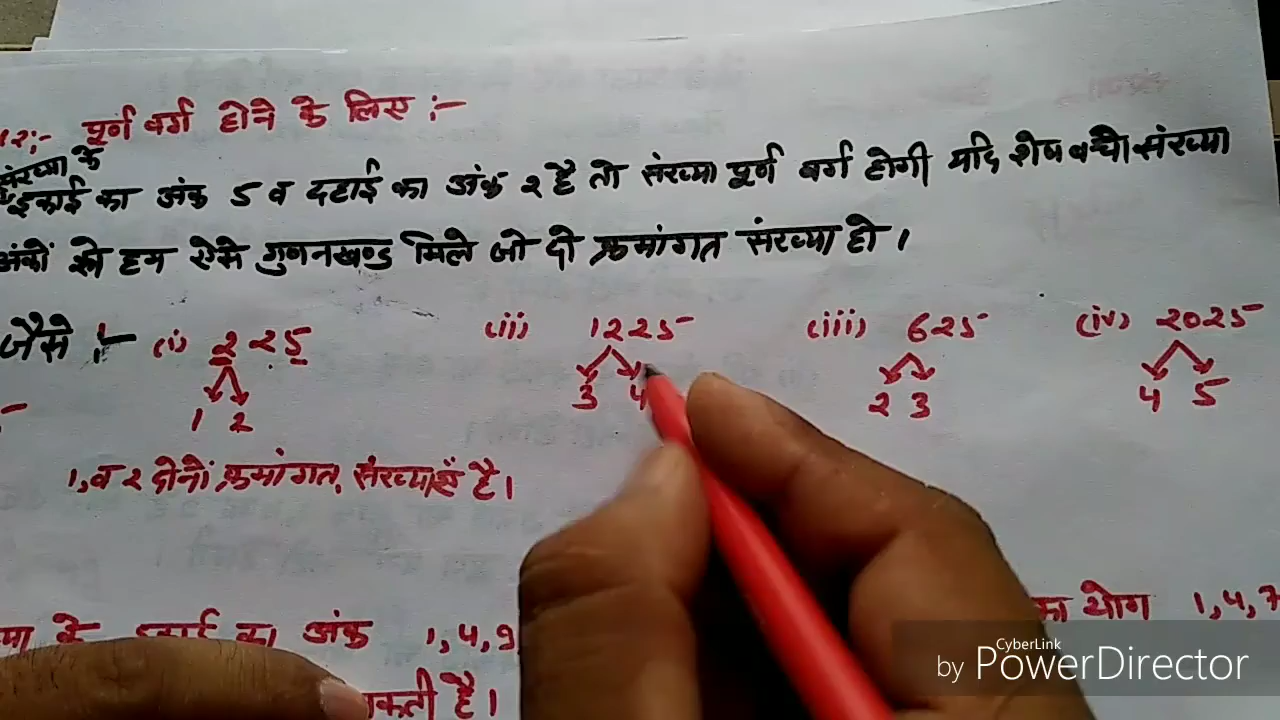 पूर्ण वर्ग होने के लिए :-
संख्या के
इकाई का अंक 5 व दहाई का अंक 2 है तो संख्या पूर्ण वर्ग होगी यदि शेष बची संख्या
अंकों से हम ऐसे गुणनखण्ड मिले जो दो क्रमांगत संख्या हो ।
जैसे :- (i) 225 (ii) 1225 (iii) 625 (iv) 2025
1 2 3 4 2 3 4 5
1, व 2 दोनों क्रमांगत संख्याएँ है।
के इकाई का अंक 1,4,9 का योग 1,4,7
सकती है।
CyberLink
by PowerDirector